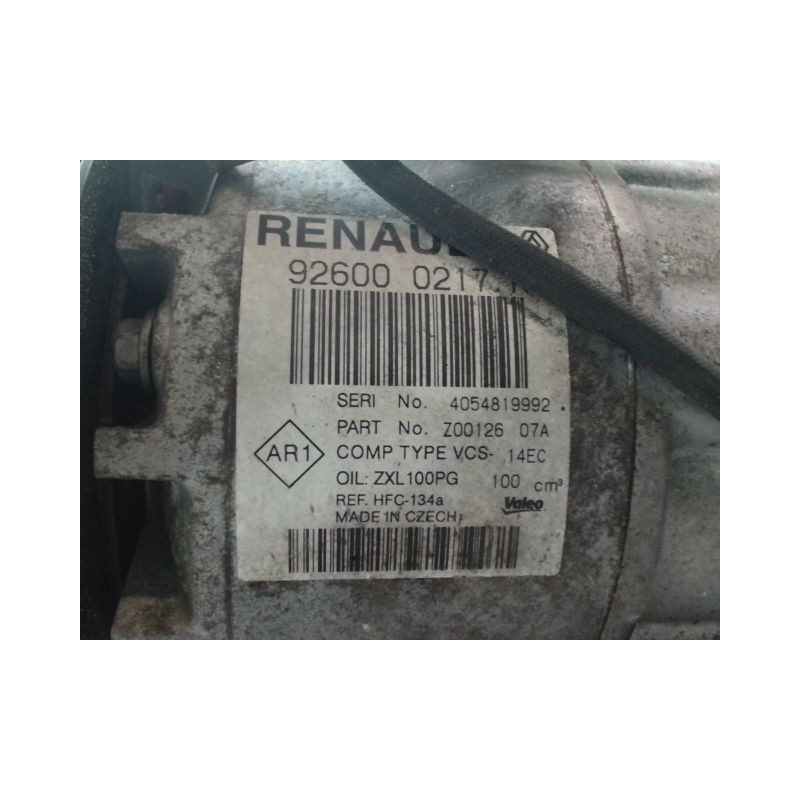 RENAU
92600 0217
SERI No. 4054819992
PART No. Z00126 07A
AR1
COMP TYPE VCS- 14EC
OIL: ZXL100PG 100 cm³
REF. HFC-134a
Valeo
MADE IN CZECH